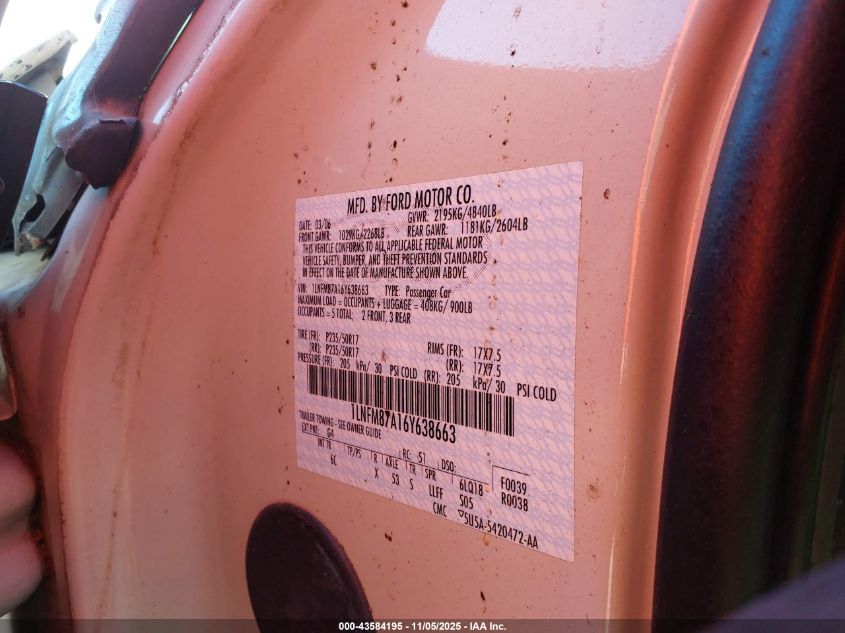 MFD. BY FORD MOTOR CO.
DATE: 03/06 GVWR: 2195KG/4840LB
FRONT GAWR: 1029KG/2268LB REAR GAWR: 1181KG/2604LB
THIS VEHICLE CONFORMS TO ALL APPLICABLE FEDERAL MOTOR
VEHICLE SAFETY, BUMPER, AND THEFT PREVENTION STANDARDS
IN EFFECT ON THE DATE OF MANUFACTURE SHOWN ABOVE.
VIN: 1LNFM87A16Y638663 TYPE: Passenger Car
MAXIMUM LOAD = OCCUPANTS + LUGGAGE = 408KG/ 900LB
OCCUPANTS = 5 TOTAL; 2 FRONT, 3 REAR
TIRE (FR): P235/50R17 RIMS (FR): 17X7.5
(RR): P235/50R17 (RR): 17X7.5
PRESSURE (FR): 205 kPa/ 30 PSI COLD (RR): 205 kPa/ 30 PSI COLD
1LNFM87A16Y638663
TRAILER TOWING - SEE OWNER GUIDE
EXT PNT: G4 RC: 51 DSO: F0039
INT TR TP/PS R AXLE TR SPR 6LQ18 R0038
6C X 53 S LLFF 505
CMC ▽5U5A-5420472-AA
000-43584195 - 11/05/2025 - IAA Inc.